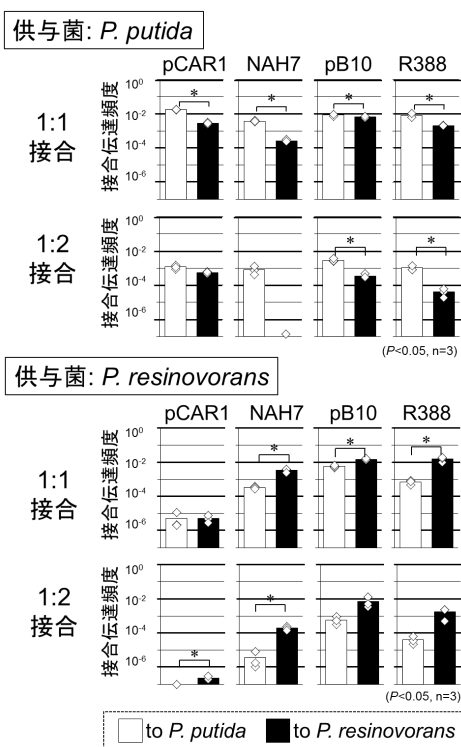 供与菌: P. putida
pCAR1 NAH7 pB10 R388
1:1
接合
接合伝達頻度
10⁰
10⁻²
10⁻⁴
10⁻⁶
* * * *
1:2
接合
接合伝達頻度
10⁰
10⁻²
10⁻⁴
10⁻⁶
* *
(P<0.05, n=3)
供与菌: P. resinovorans
pCAR1 NAH7 pB10 R388
1:1
接合
接合伝達頻度
10⁰
10⁻²
10⁻⁴
10⁻⁶
* * *
1:2
接合
接合伝達頻度
10⁰
10⁻²
10⁻⁴
10⁻⁶
* *
(P<0.05, n=3)
to P. putida to P. resinovorans